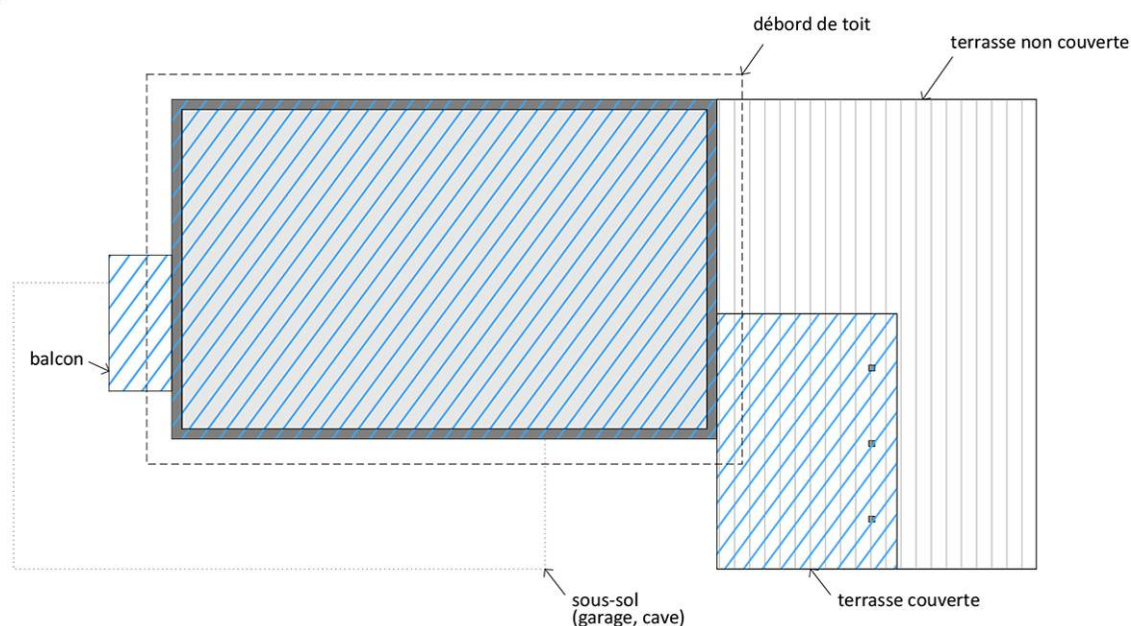 débord de toit
terrasse non couverte
balcon
sous-sol
(garage, cave)
terrasse couverte